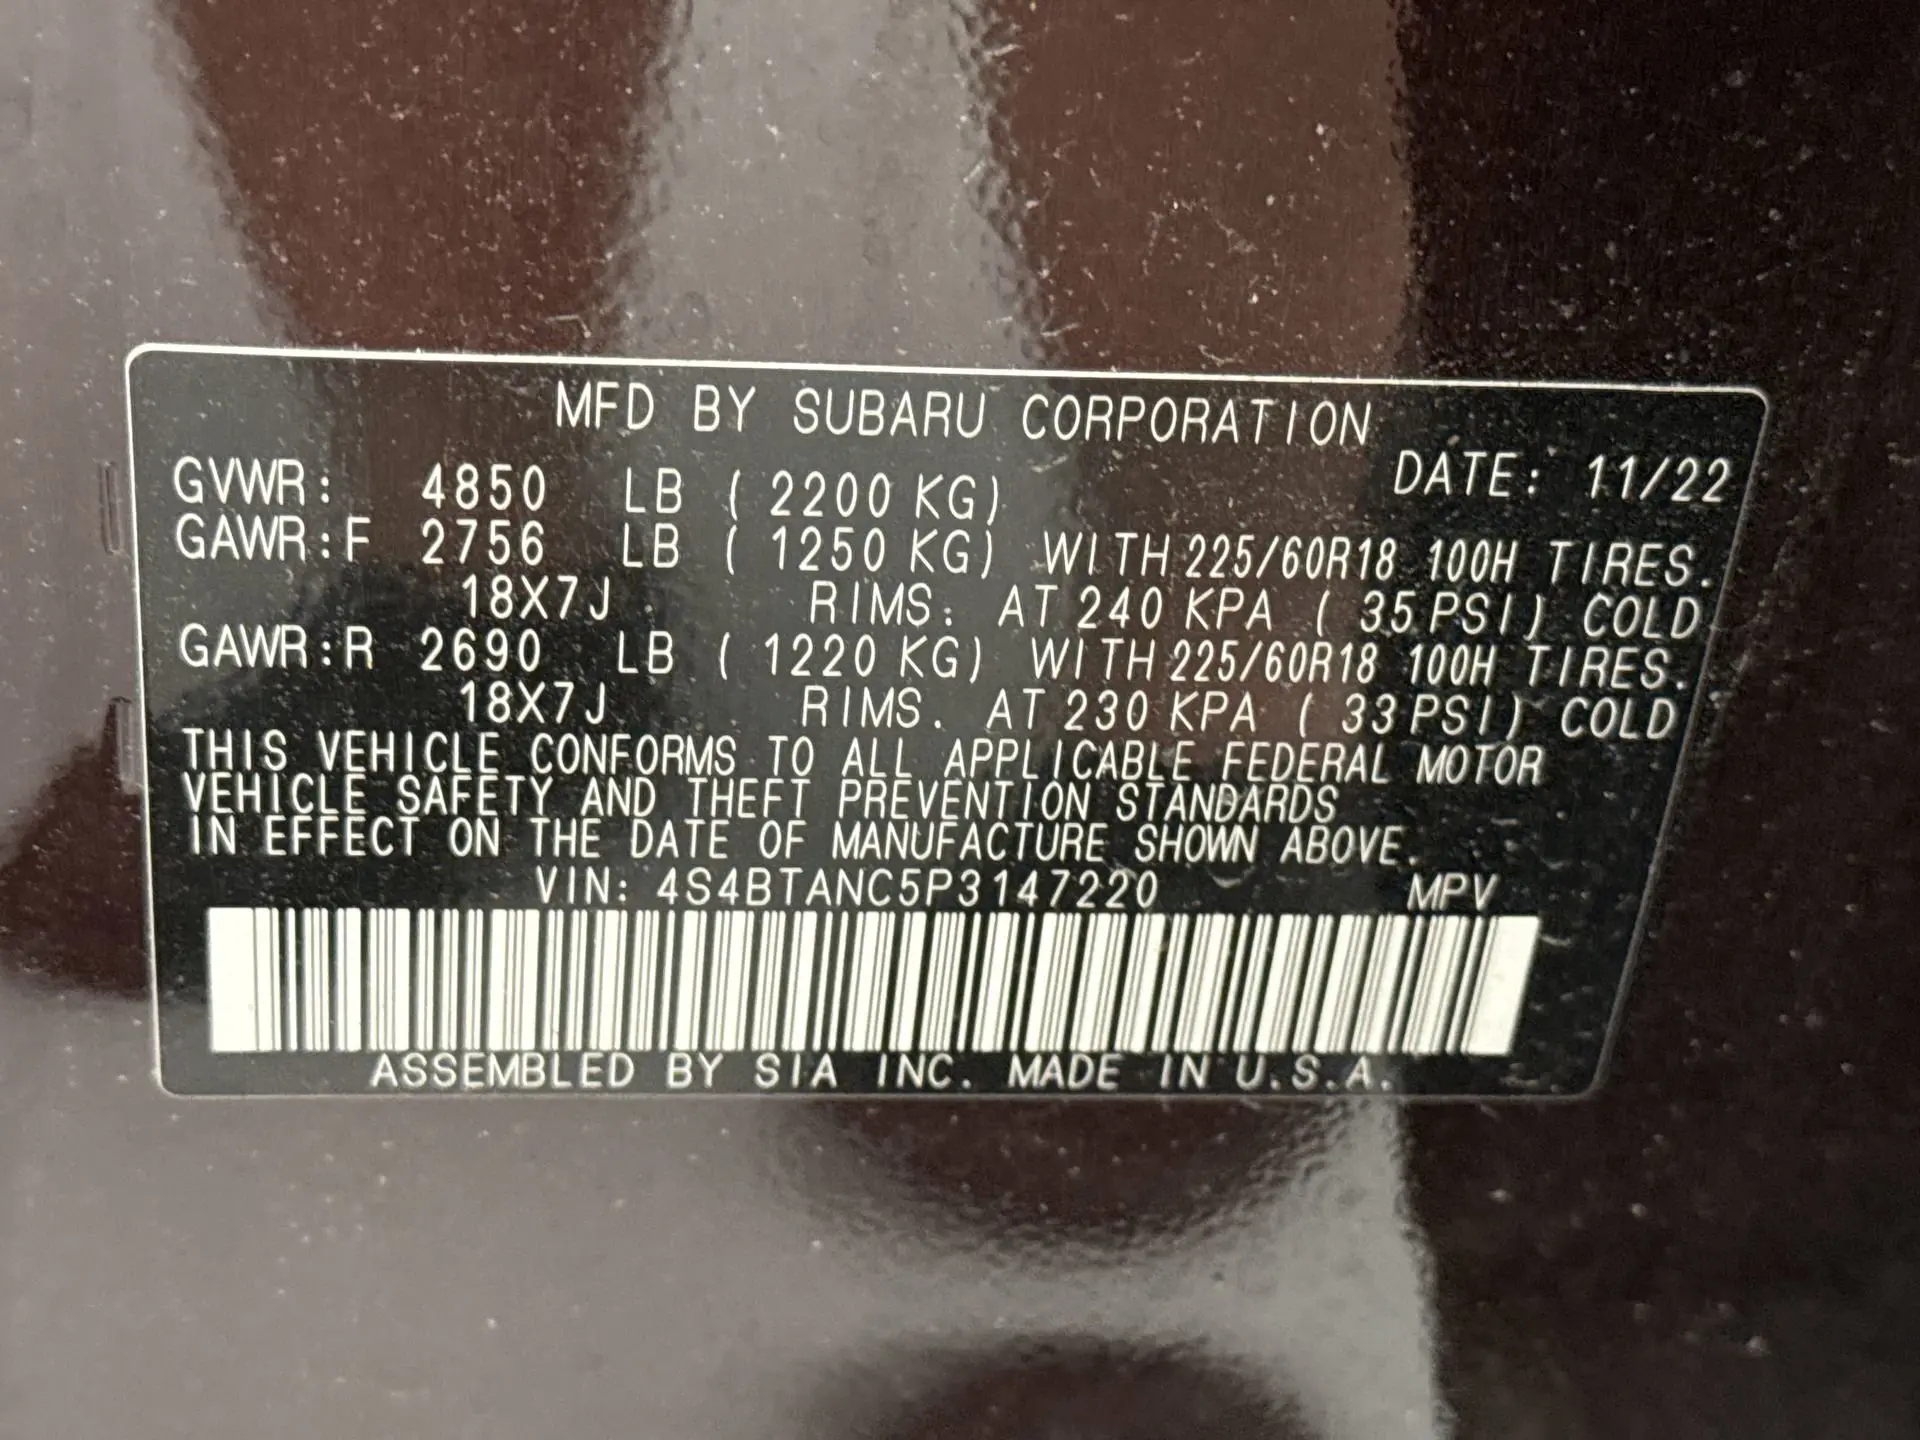 MFD BY SUBARU CORPORATION
DATE: 11/22
GVWR: 4850 LB ( 2200 KG)
GAWR:F 2756 LB ( 1250 KG) WITH 225/60R18 100H TIRES.
18X7J RIMS. AT 240 KPA ( 35 PSI) COLD
GAWR:R 2690 LB ( 1220 KG) WITH 225/60R18 100H TIRES.
18X7J RIMS. AT 230 KPA ( 33 PSI) COLD
THIS VEHICLE CONFORMS TO ALL APPLICABLE FEDERAL MOTOR
VEHICLE SAFETY AND THEFT PREVENTION STANDARDS
IN EFFECT ON THE DATE OF MANUFACTURE SHOWN ABOVE.
VIN: 4S4BTANC5P3147220 MPV
ASSEMBLED BY SIA INC. MADE IN U.S.A.